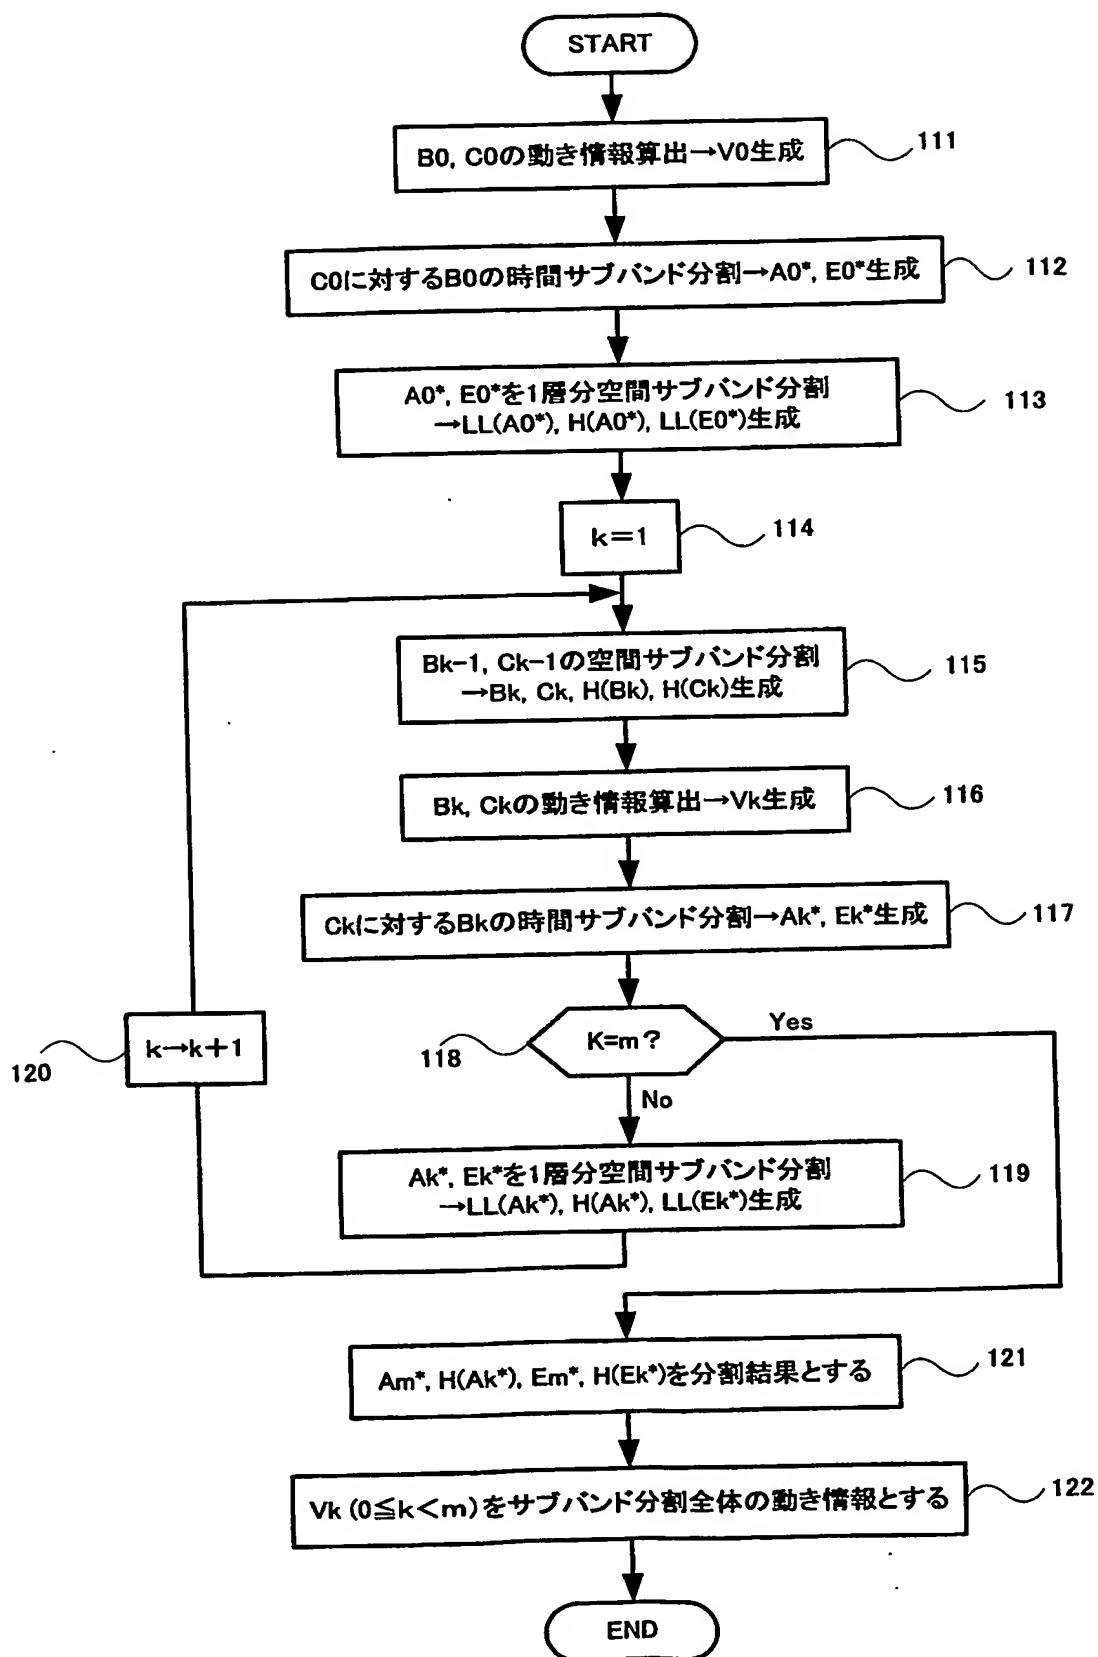 START
B0, C0の動き情報算出→V0生成
111
C0に対するB0の時間サブバンド分割→A0*, E0*生成
112
A0*, E0*を1層分空間サブバンド分割
→LL(A0*), H(A0*), LL(E0*)生成
113
k=1
114
Bk-1, Ck-1の空間サブバンド分割
→Bk, Ck, H(Bk), H(Ck)生成
115
Bk, Ckの動き情報算出→Vk生成
116
Ckに対するBkの時間サブバンド分割→Ak*, Ek*生成
117
K=m?
118
Yes
No
k→k+1
120
Ak*, Ek*を1層分空間サブバンド分割
→LL(Ak*), H(Ak*), LL(Ek*)生成
119
Am*, H(Ak*), Em*, H(Ek*)を分割結果とする
121
Vk (0≦k<m)をサブバンド分割全体の動き情報とする
122
END